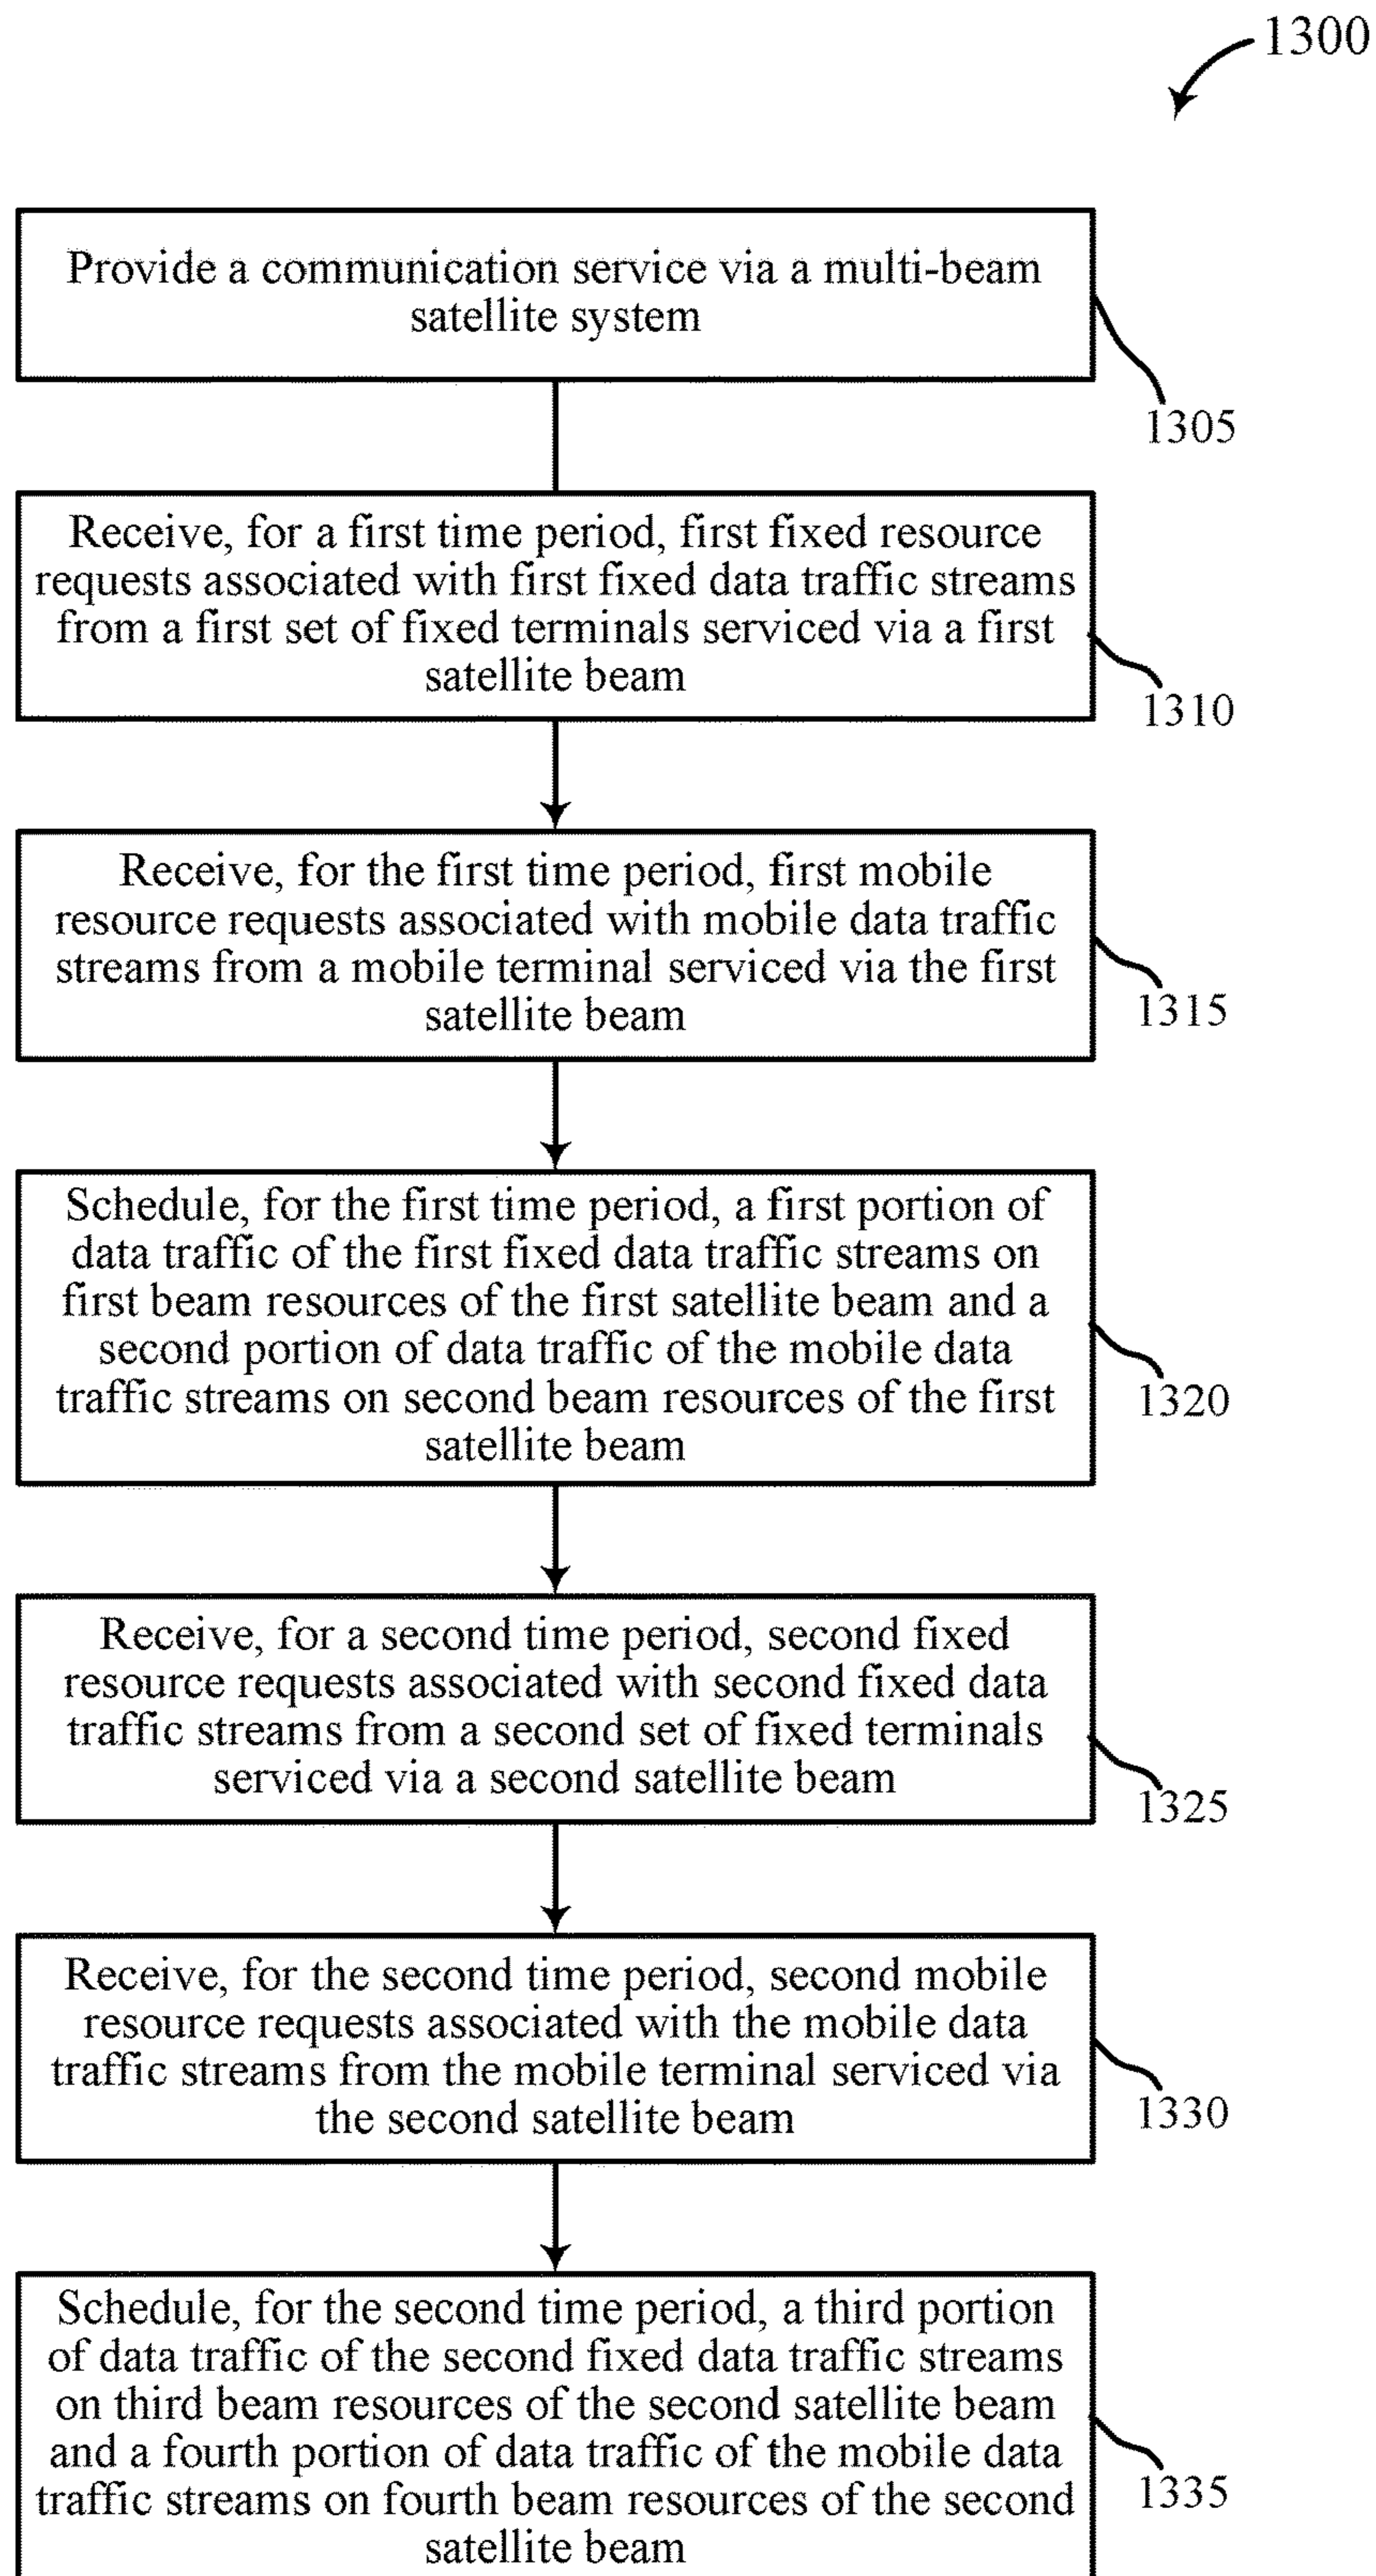 1300
Provide a communication service via a multi-beam
satellite system
1305
Receive, for a first time period, first fixed resource
requests associated with first fixed data traffic streams
from a first set of fixed terminals serviced via a first
satellite beam
1310
Receive, for the first time period, first mobile
resource requests associated with mobile data traffic
streams from a mobile terminal serviced via the first
satellite beam
1315
Schedule, for the first time period, a first portion of
data traffic of the first fixed data traffic streams on
first beam resources of the first satellite beam and a
second portion of data traffic of the mobile data
traffic streams on second beam resources of the first
satellite beam
1320
Receive, for a second time period, second fixed
resource requests associated with second fixed data
traffic streams from a second set of fixed terminals
serviced via a second satellite beam
1325
Receive, for the second time period, second mobile
resource requests associated with the mobile data
traffic streams from the mobile terminal serviced via
the second satellite beam
1330
Schedule, for the second time period, a third portion
of data traffic of the second fixed data traffic streams
on third beam resources of the second satellite beam
and a fourth portion of data traffic of the mobile data
traffic streams on fourth beam resources of the second
satellite beam
1335